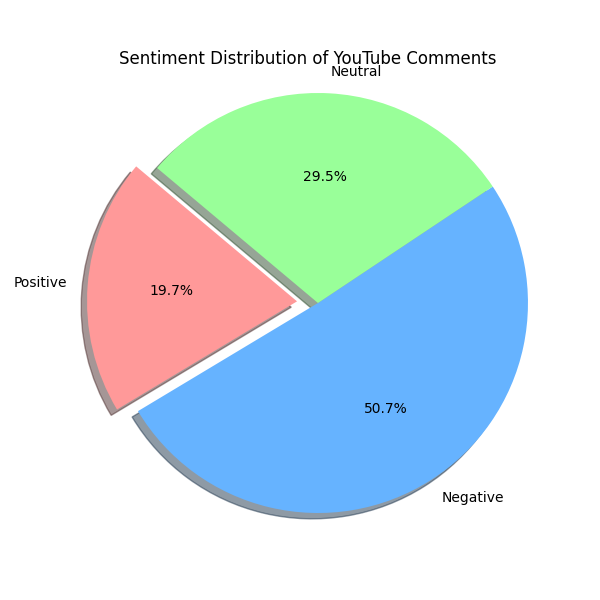 Sentiment Distribution of YouTube Comments
Neutral
29.5%
Positive
19.7%
50.7%
Negative